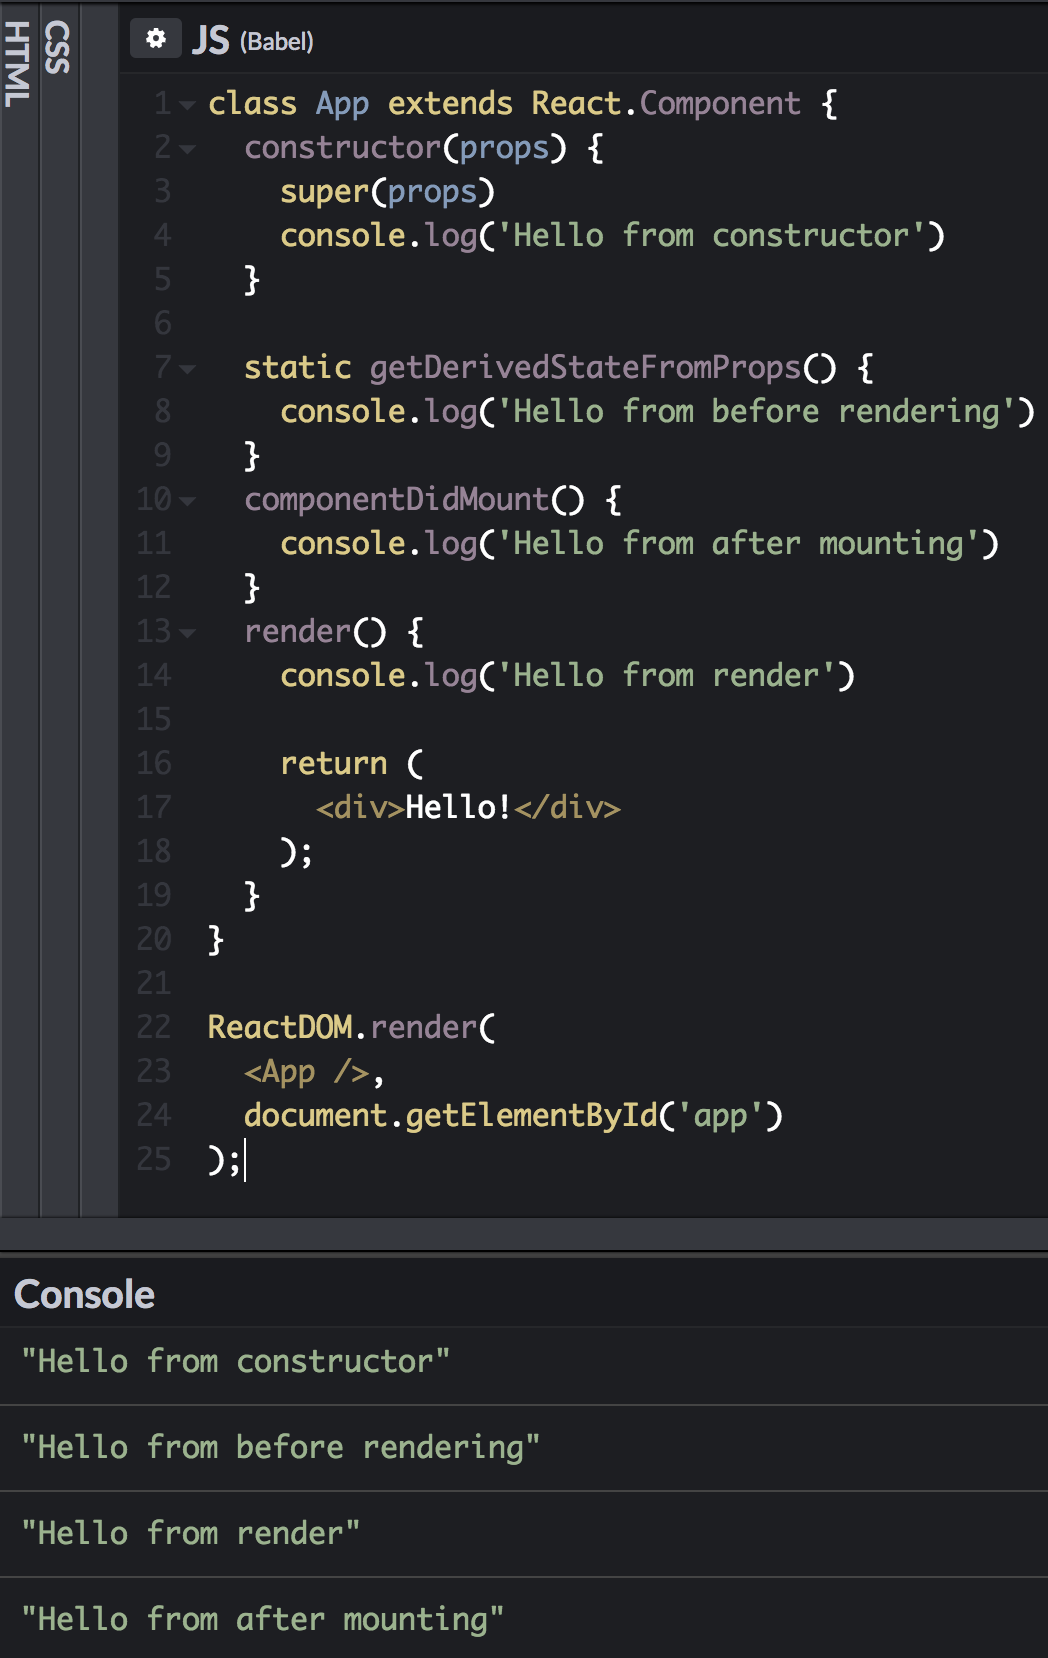 HTML
CSS
JS (Babel)
1 class App extends React.Component {
2   constructor(props) {
3     super(props)
4     console.log('Hello from constructor')
5   }
6
7   static getDerivedStateFromProps() {
8     console.log('Hello from before rendering')
9   }
10   componentDidMount() {
11     console.log('Hello from after mounting')
12   }
13   render() {
14     console.log('Hello from render')
15
16     return (
17       <div>Hello!</div>
18     );
19   }
20 }
21
22 ReactDOM.render(
23   <App />,
24   document.getElementById('app')
25 );
Console
"Hello from constructor"
"Hello from before rendering"
"Hello from render"
"Hello from after mounting"